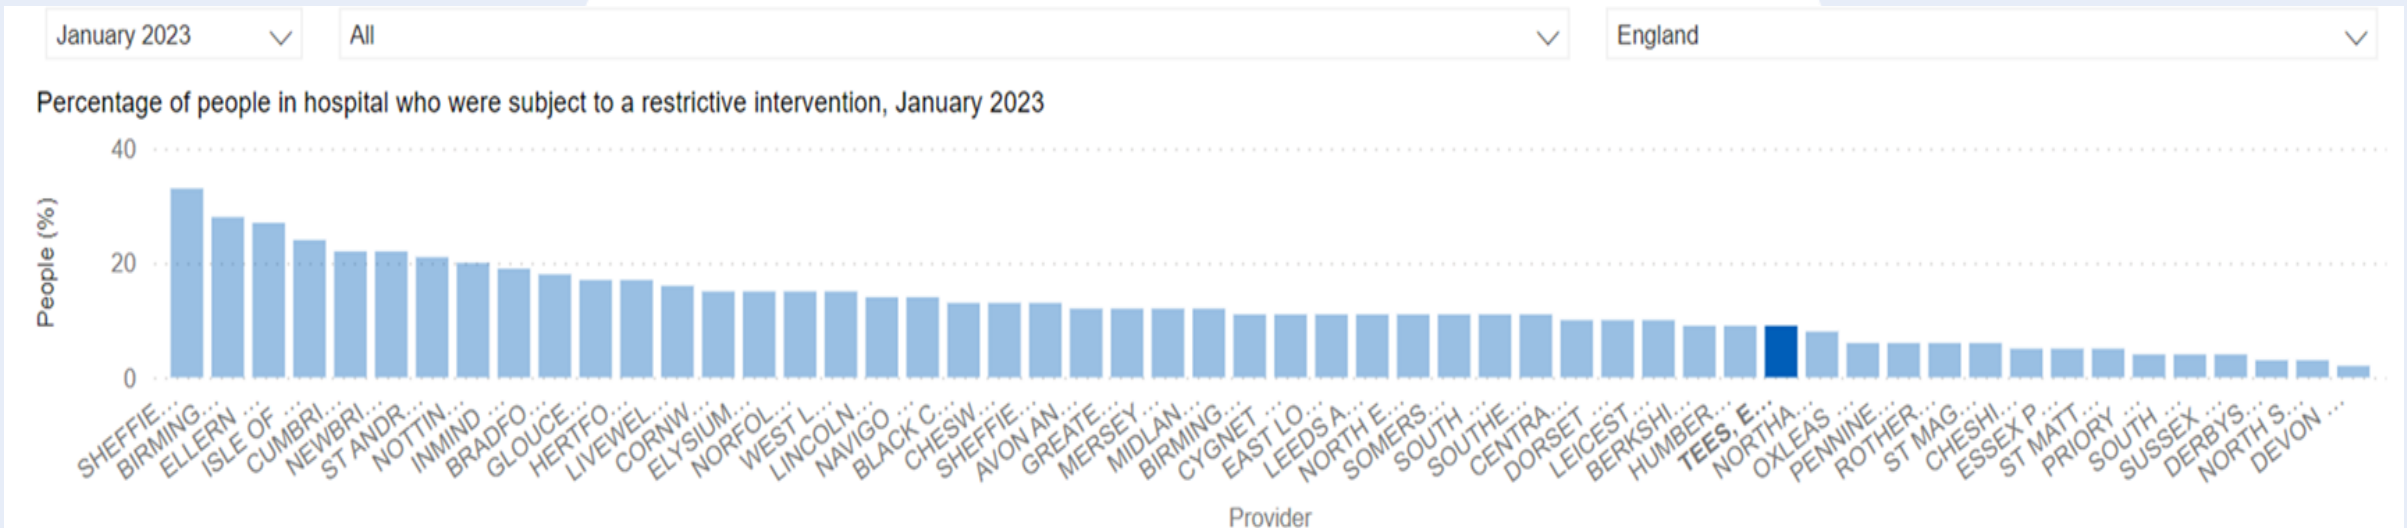 January 2023
All
England
Percentage of people in hospital who were subject to a restrictive intervention, January 2023
People (%)
40
20
0
SHEFFIE...
BIRMING...
ELLERN ...
ISLE OF ...
CUMBRI...
NEWBRI...
ST ANDR...
NOTTIN...
INMIND ...
BRADFO...
GLOUCE...
HERTFO...
LIVEWEL...
CORNW...
ELYSIUM...
NORFOL...
WEST L...
LINCOLN...
NAVIGO ...
BLACK C...
CHESW...
SHEFFIE...
AVON AN...
GREATE...
MERSEY...
MIDLAN...
BIRMING...
CYGNET ...
EAST LO...
LEEDS A...
NORTH E...
SOMERS...
SOUTH ...
SOUTHE...
CENTRA...
DORSET ...
LEICEST...
BERKSHI...
HUMBER...
TEES, E...
NORTHA...
OXLEAS ...
PENNINE...
ROTHER...
ST MAG...
CHESHI...
ESSEX P...
ST MATT...
PRIORY ...
SOUTH ...
SUSSEX ...
DERBYS...
NORTH S...
DEVON ...
Provider